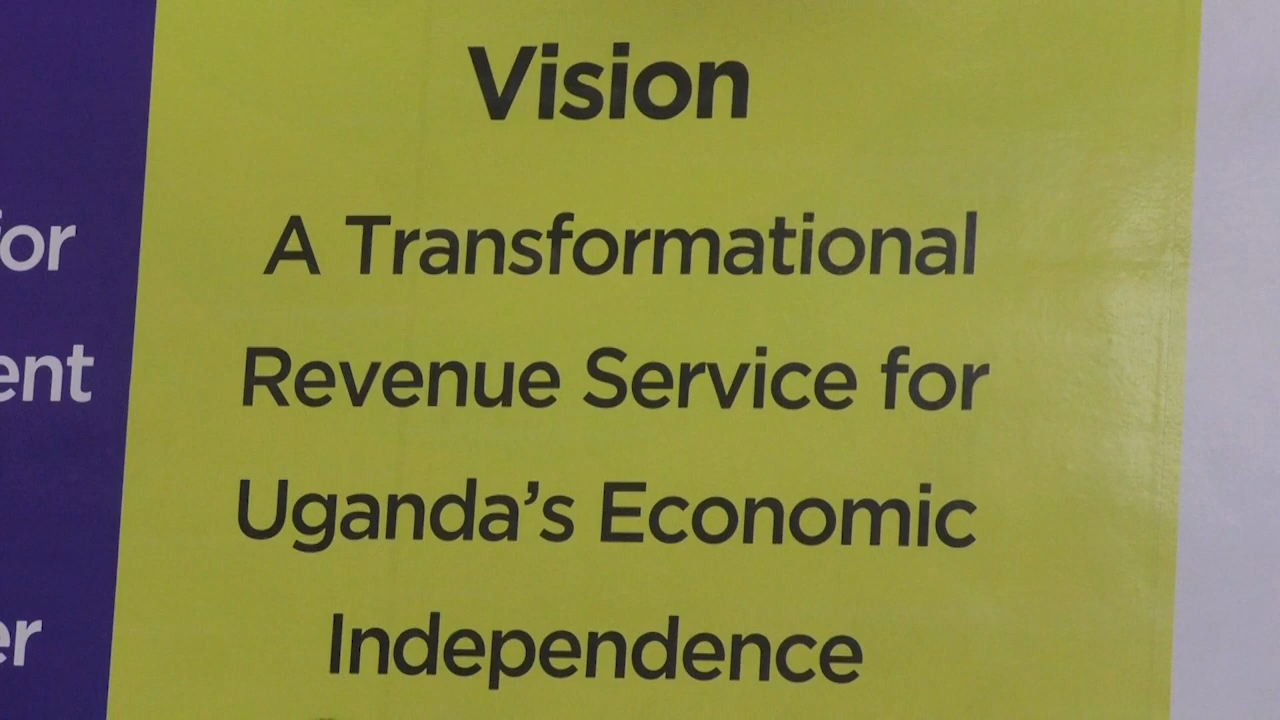 Vision
A Transformational
Revenue Service for
Uganda's Economic
Independence